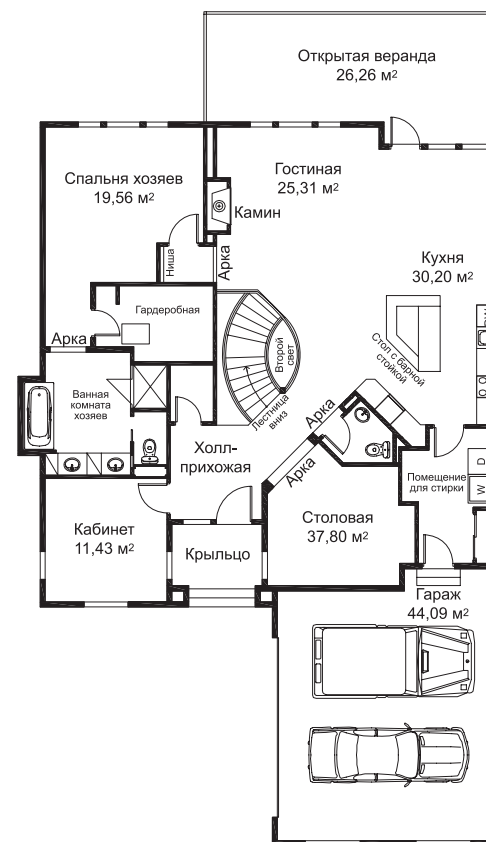 Открытая веранда
26,26 м2
Спальня хозяев
19,56 м2
Гостиная
25,31 м2
Камин
Ниша
Арка
Кухня
30,20 м2
Гардеробная
Арка
Второй
свет
Стол с барной
стойкой
Ванная
комната
хозяев
Лестница
вниз
Арка
Холл-
прихожая
Арка
Помещение
для стирки
D
W
Кабинет
11,43 м2
Крыльцо
Столовая
37,80 м2
Гараж
44,09 м2